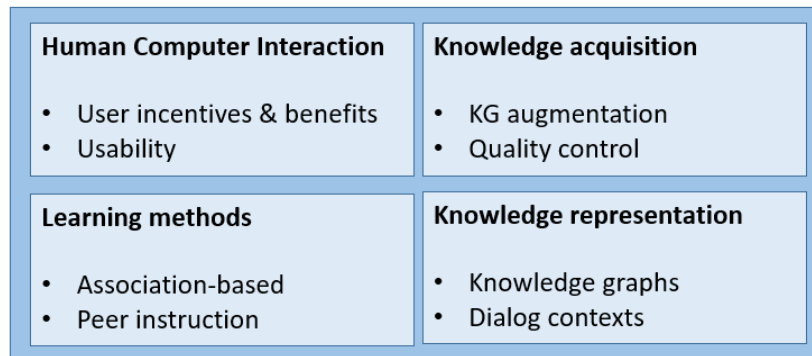 Human Computer Interaction
• User incentives & benefits
• Usability
Knowledge acquisition
• KG augmentation
• Quality control
Learning methods
• Association-based
• Peer instruction
Knowledge representation
• Knowledge graphs
• Dialog contexts